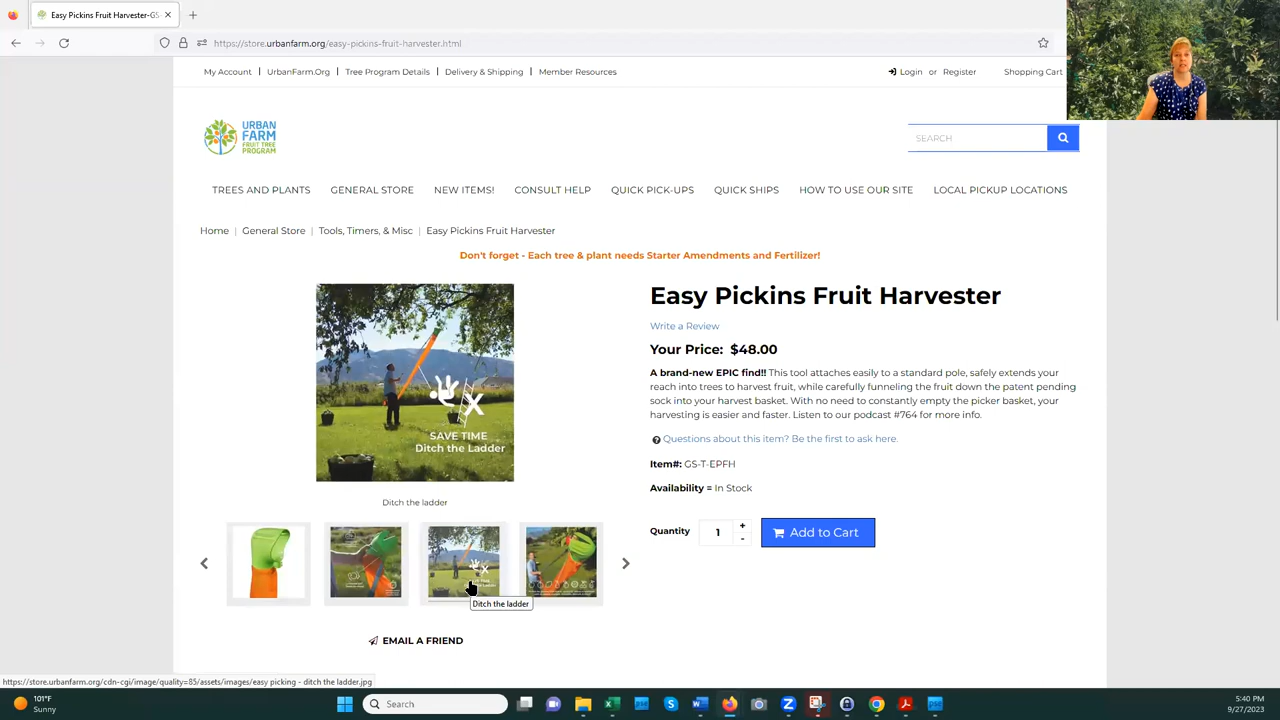 Easy Pickins Fruit Harvester-GS
https://store.urbanfarm.org/easy-pickins-fruit-harvester.html
My Account | UrbanFarm.Org | Tree Program Details | Delivery & Shipping | Member Resources
Login or Register Shopping Cart
URBAN
FARM
FRUIT TREE
PROGRAM
SEARCH
TREES AND PLANTS GENERAL STORE NEW ITEMS! CONSULT HELP QUICK PICK-UPS QUICK SHIPS HOW TO USE OUR SITE LOCAL PICKUP LOCATIONS
Home | General Store | Tools, Timers, & Misc | Easy Pickins Fruit Harvester
Don't forget - Each tree & plant needs Starter Amendments and Fertilizer!
SAVE TIME
Ditch the Ladder
Ditch the ladder
Easy Pickins Fruit Harvester
Write a Review
Your Price: $48.00
A brand-new EPIC find!! This tool attaches easily to a standard pole, safely extends your
reach into trees to harvest fruit, while carefully funneling the fruit down the patent pending
sock into your harvest basket. With no need to constantly empty the picker basket, your
harvesting is easier and faster. Listen to our podcast #764 for more info.
Questions about this item? Be the first to ask here.
Item#: GS-T-EPFH
Availability = In Stock
Quantity 1 + - Add to Cart
Ditch the ladder
EMAIL A FRIEND
https://store.urbanfarm.org/cdn-cgi/image/quality=85/assets/images/easy picking - ditch the ladder.jpg
101°F
Sunny
Search
5:40 PM
9/27/2023